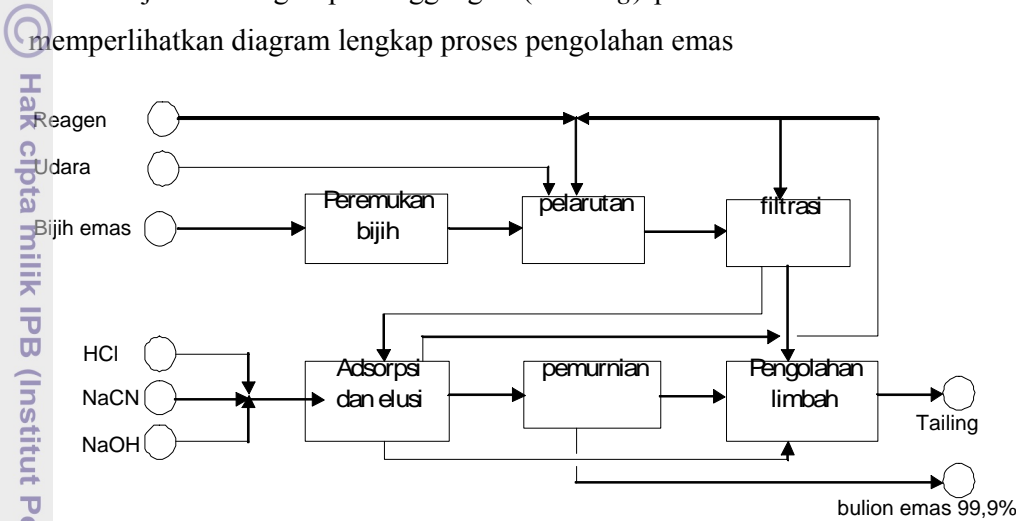 memperlihatkan diagram lengkap proses pengolahan emas
Reagen
Udara
Bijih emas
Peremukan
bijih
pelarutan
filtrasi
HCl
NaCN
NaOH
Adsorpsi
dan elusi
pemurnian
Pengolahan
limbah
Tailing
bulion emas 99,9%
© Hak cipta milik IPB (Institut